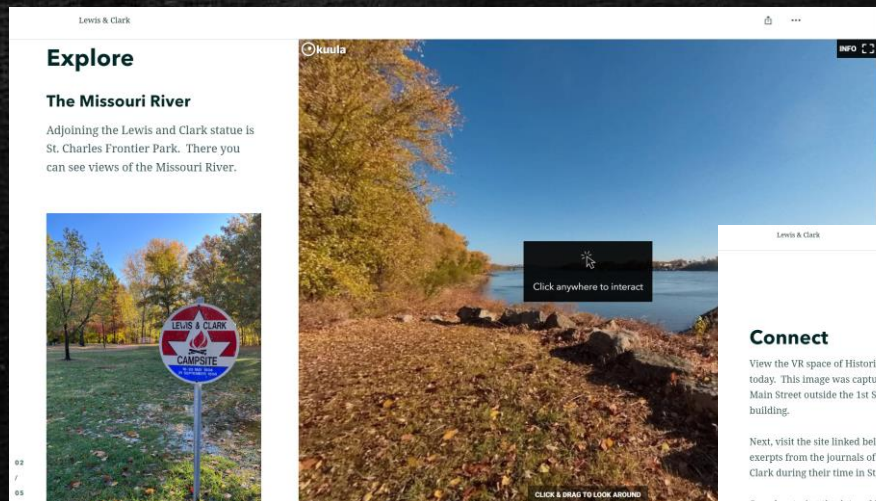 Lewis & Clark
Explore
The Missouri River
Adjoining the Lewis and Clark statue is
St. Charles Frontier Park. There you
can see views of the Missouri River.
LEWIS & CLARK
CAMPSITE
02
/
05
kuula
INFO
Click anywhere to interact
CLICK & DRAG TO LOOK AROUND
Lewis & Clark
Connect
View the VR space of Histori
today. This image was captu
Main Street outside the 1st S
building.
Next, visit the site linked bel
exerpts from the journals of
Clark during their time in St